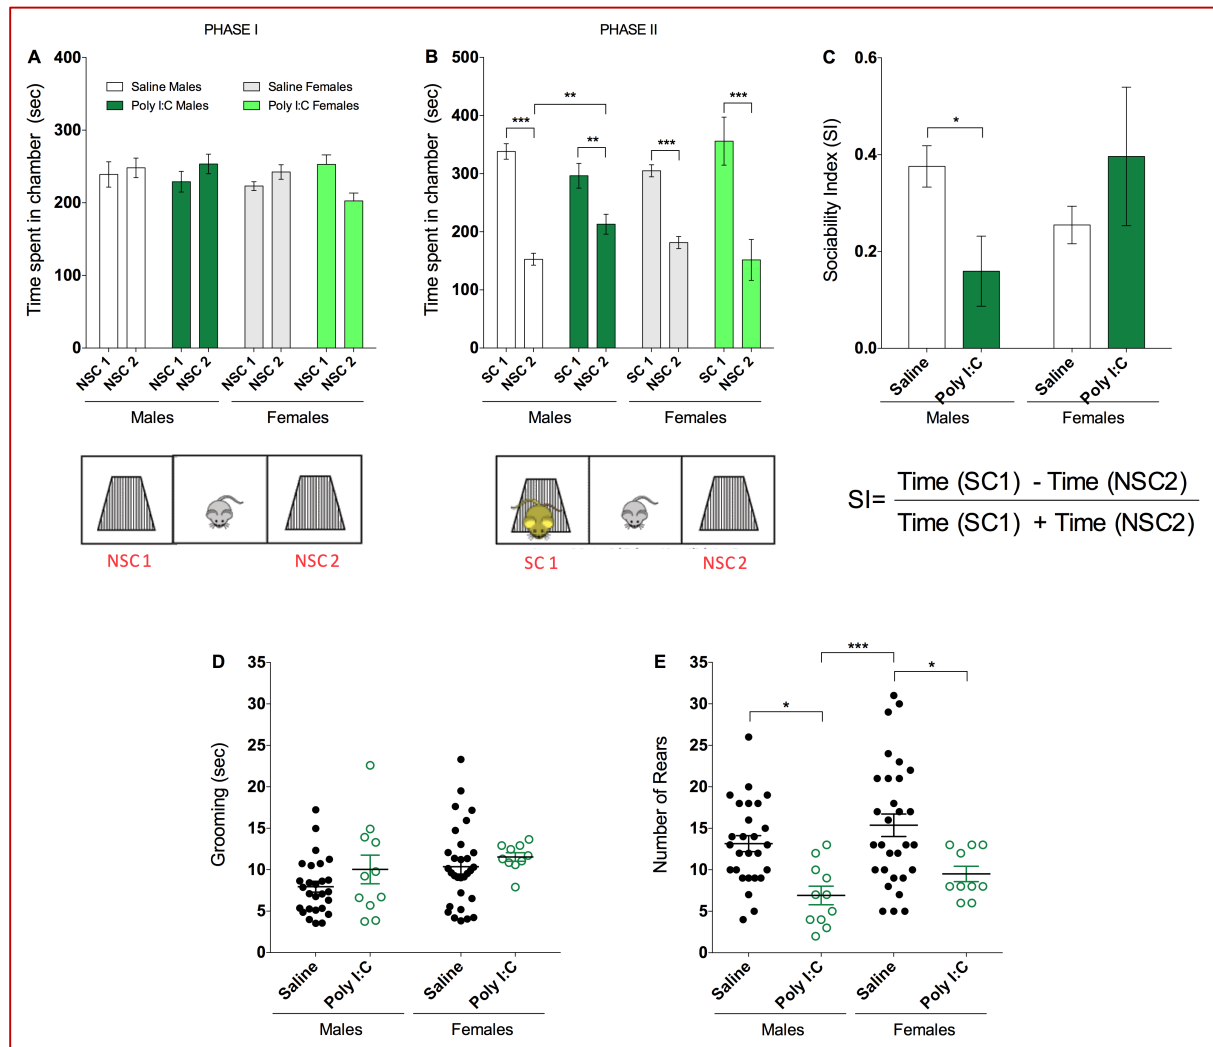 PHASE I
PHASE II
A
Time spent in chamber (sec)
400
300
200
100
0
Saline Males
Poly I:C Males
Saline Females
Poly I:C Females
NSC 1
NSC 2
NSC 1
NSC 2
NSC 1
NSC 2
NSC 1
NSC 2
Males
Females
B
Time spent in chamber (sec)
500
400
300
200
100
0
***
**
**
***
***
SC 1
NSC 2
SC 1
NSC 2
SC 1
NSC 2
SC 1
NSC 2
Males
Females
C
Sociability Index (SI)
0.6
0.4
0.2
0.0
*
Saline
Poly I:C
Saline
Poly I:C
Males
Females
NSC 1
NSC 2
SC 1
NSC 2
SI=
Time (SC1) - Time (NSC2)
Time (SC1) + Time (NSC2)
D
Grooming (sec)
35
30
25
20
15
10
5
0
Saline
Poly I:C
Saline
Poly I:C
Males
Females
E
Number of Rears
35
30
25
20
15
10
5
0
*
***
*
Saline
Poly I:C
Saline
Poly I:C
Males
Females